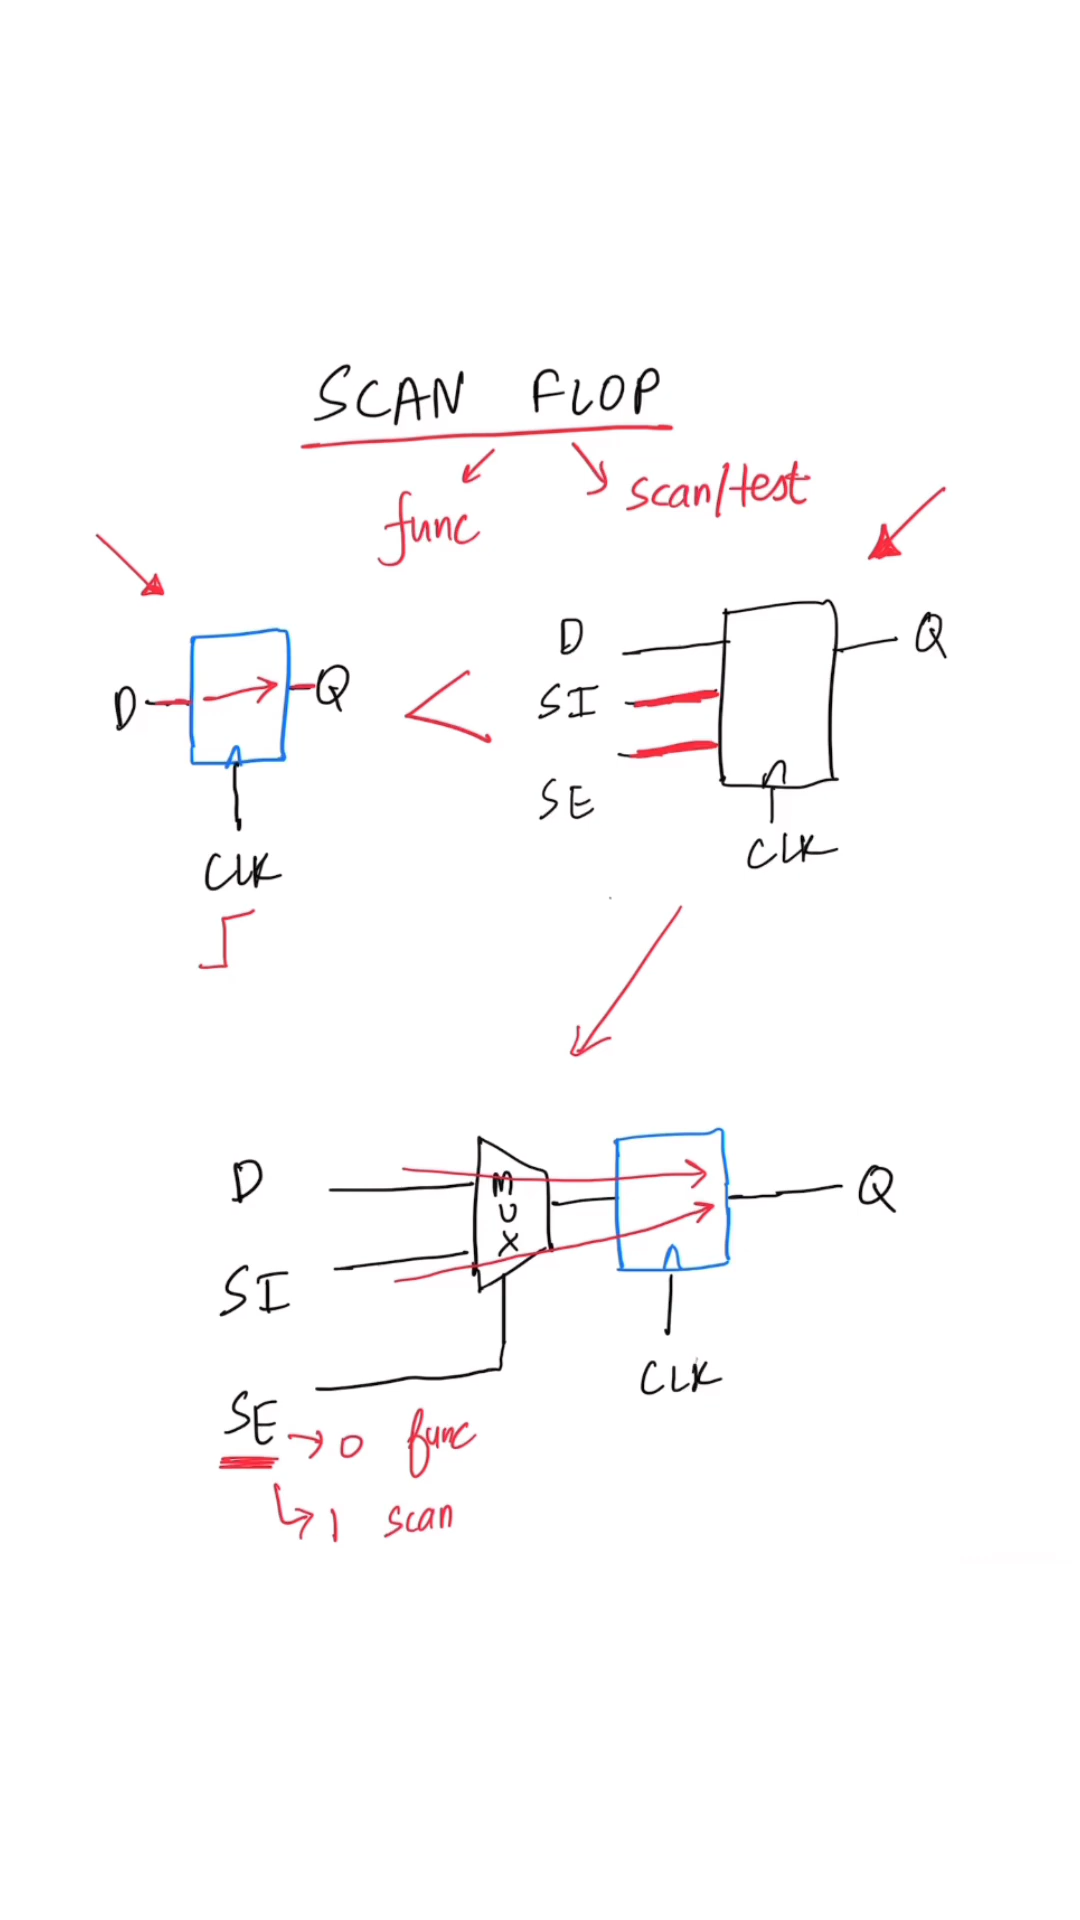 SCAN FLOP
func
scan/test
D
Q
CLK
D
SI
SE
Q
CLK
D
SI
SE
MUX
Q
CLK
→ 0 func
↳ 1 scan